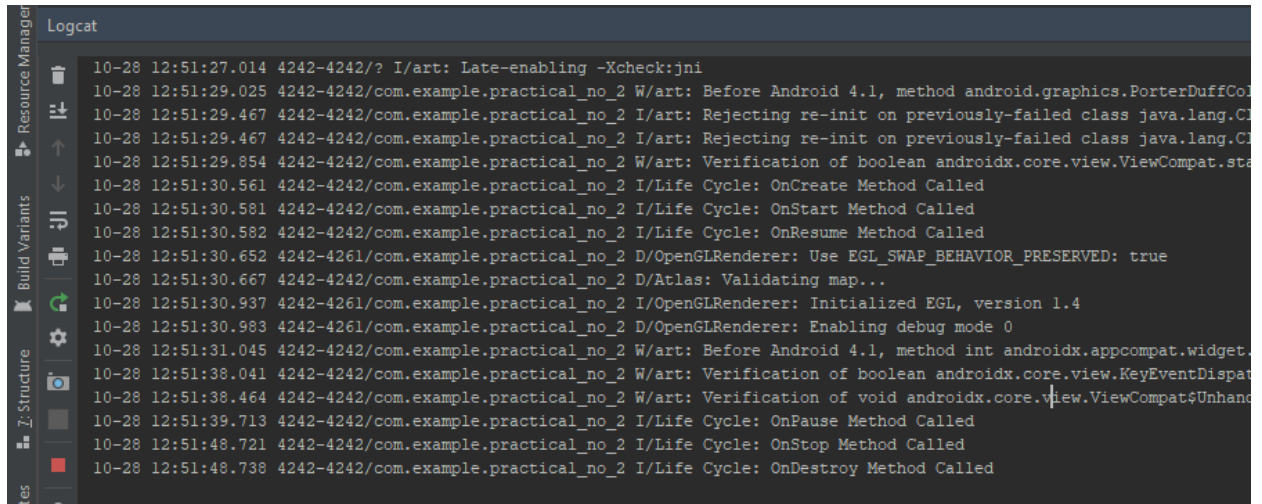 Logcat
Resource Manager
Build Variants
7: Structure
10-28 12:51:27.014 4242-4242/? I/art: Late-enabling -Xcheck:jni
10-28 12:51:29.025 4242-4242/com.example.practical_no_2 W/art: Before Android 4.1, method android.graphics.PorterDuffCol
10-28 12:51:29.467 4242-4242/com.example.practical_no_2 I/art: Rejecting re-init on previously-failed class java.lang.Cl
10-28 12:51:29.467 4242-4242/com.example.practical_no_2 I/art: Rejecting re-init on previously-failed class java.lang.Cl
10-28 12:51:29.854 4242-4242/com.example.practical_no_2 W/art: Verification of boolean androidx.core.view.ViewCompat.sta
10-28 12:51:30.561 4242-4242/com.example.practical_no_2 I/Life Cycle: OnCreate Method Called
10-28 12:51:30.581 4242-4242/com.example.practical_no_2 I/Life Cycle: OnStart Method Called
10-28 12:51:30.582 4242-4242/com.example.practical_no_2 I/Life Cycle: OnResume Method Called
10-28 12:51:30.652 4242-4261/com.example.practical_no_2 D/OpenGLRenderer: Use EGL_SWAP_BEHAVIOR_PRESERVED: true
10-28 12:51:30.667 4242-4242/com.example.practical_no_2 D/Atlas: Validating map...
10-28 12:51:30.937 4242-4261/com.example.practical_no_2 I/OpenGLRenderer: Initialized EGL, version 1.4
10-28 12:51:30.983 4242-4261/com.example.practical_no_2 D/OpenGLRenderer: Enabling debug mode 0
10-28 12:51:31.045 4242-4242/com.example.practical_no_2 W/art: Before Android 4.1, method int androidx.appcompat.widget.
10-28 12:51:38.041 4242-4242/com.example.practical_no_2 W/art: Verification of boolean androidx.core.view.KeyEventDispat
10-28 12:51:38.464 4242-4242/com.example.practical_no_2 W/art: Verification of void androidx.core.view.ViewCompat$Unhand
10-28 12:51:39.713 4242-4242/com.example.practical_no_2 I/Life Cycle: OnPause Method Called
10-28 12:51:48.721 4242-4242/com.example.practical_no_2 I/Life Cycle: OnStop Method Called
10-28 12:51:48.738 4242-4242/com.example.practical_no_2 I/Life Cycle: OnDestroy Method Called